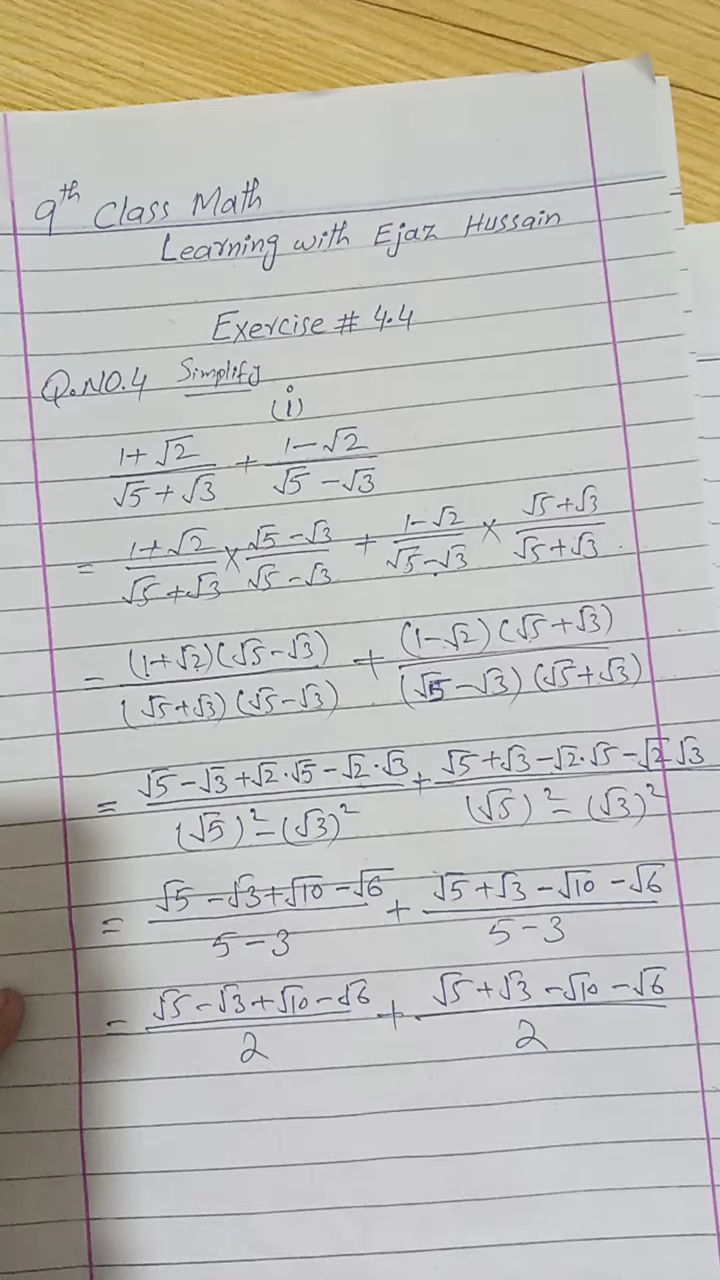 9th Class Math
Learning with Ejaz Hussain
Exercise # 4.4
Q.NO.4 Simplify
(i)
(1+√2)/(√5+√3) + (1-√2)/(√5-√3)
= (1+√2)/(√5+√3) × (√5-√3)/(√5-√3) + (1-√2)/(√5-√3) × (√5+√3)/(√5+√3).
= ((1+√2)(√5-√3))/((√5+√3)(√5-√3)) + ((1-√2)(√5+√3))/((√5-√3)(√5+√3))
= (√5-√3+√2·√5-√2·√3)/((√5)²-(√3)²) + (√5+√3-√2·√5-√2·√3)/((√5)²-(√3)²)
= (√5-√3+√10-√6)/(5-3) + (√5+√3-√10-√6)/(5-3)
= (√5-√3+√10-√6)/2 + (√5+√3-√10-√6)/2